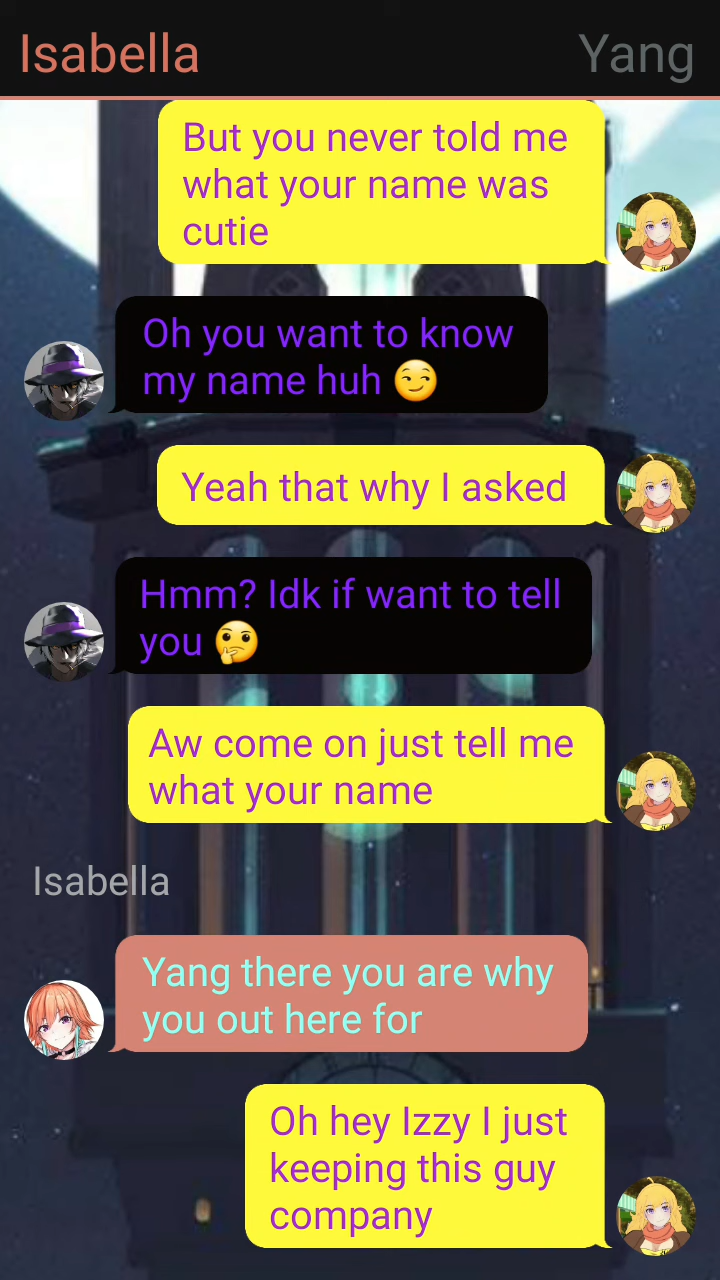 Isabella
Yang
But you never told me
what your name was
cutie
Oh you want to know
my name huh 😏
Yeah that why I asked
Hmm? Idk if want to tell
you 🤔
Aw come on just tell me
what your name
Isabella
Yang there you are why
you out here for
Oh hey Izzy I just
keeping this guy
company